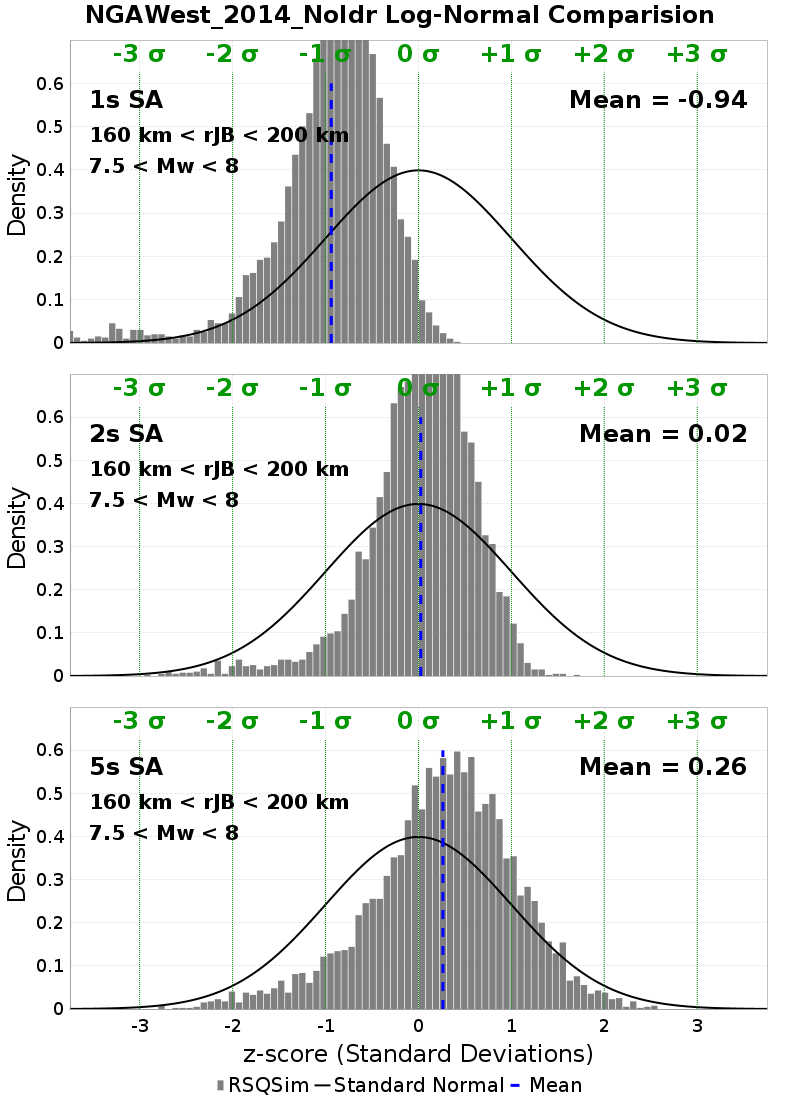 NGAWest_2014_NoIdr Log-Normal Comparision
-3 σ -2 σ -1 σ 0 σ +1 σ +2 σ +3 σ
1s SA Mean = -0.94
160 km < rJB < 200 km
7.5 < Mw < 8
Density
0.6
0.5
0.4
0.3
0.2
0.1
0
-3 σ -2 σ -1 σ 0 σ +1 σ +2 σ +3 σ
2s SA Mean = 0.02
160 km < rJB < 200 km
7.5 < Mw < 8
Density
0.6
0.5
0.4
0.3
0.2
0.1
0
-3 σ -2 σ -1 σ 0 σ +1 σ +2 σ +3 σ
5s SA Mean = 0.26
160 km < rJB < 200 km
7.5 < Mw < 8
Density
0.6
0.5
0.4
0.3
0.2
0.1
0
-3 -2 -1 0 1 2 3
z-score (Standard Deviations)
RSQSim Standard Normal Mean